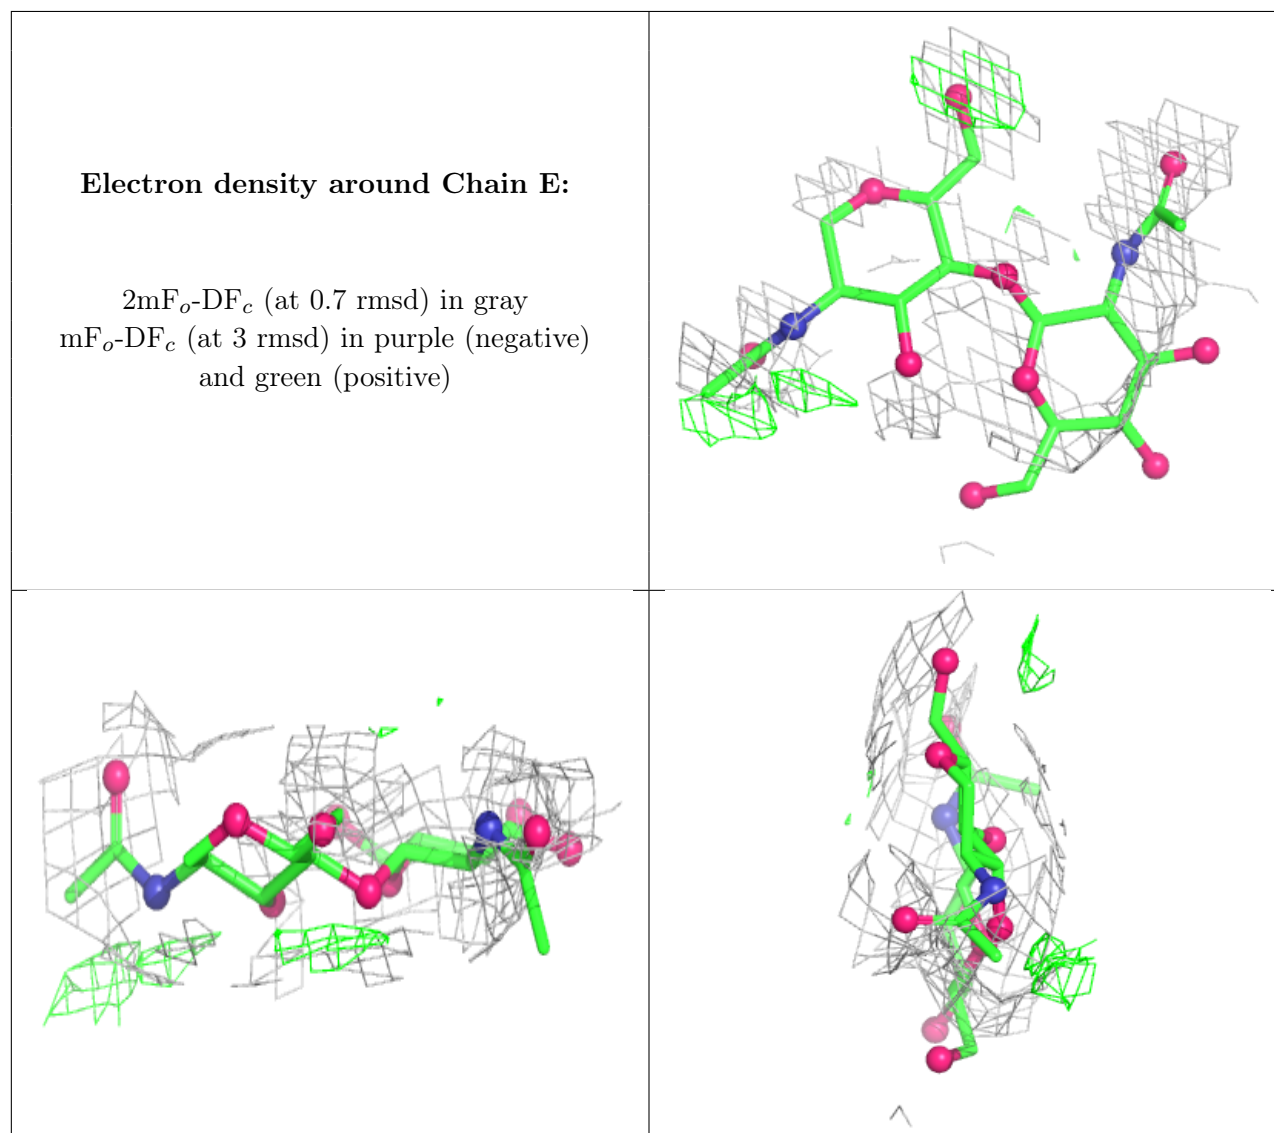 Electron density around Chain E:
2mFo-DFc (at 0.7 rmsd) in gray
mFo-DFc (at 3 rmsd) in purple (negative)
and green (positive)